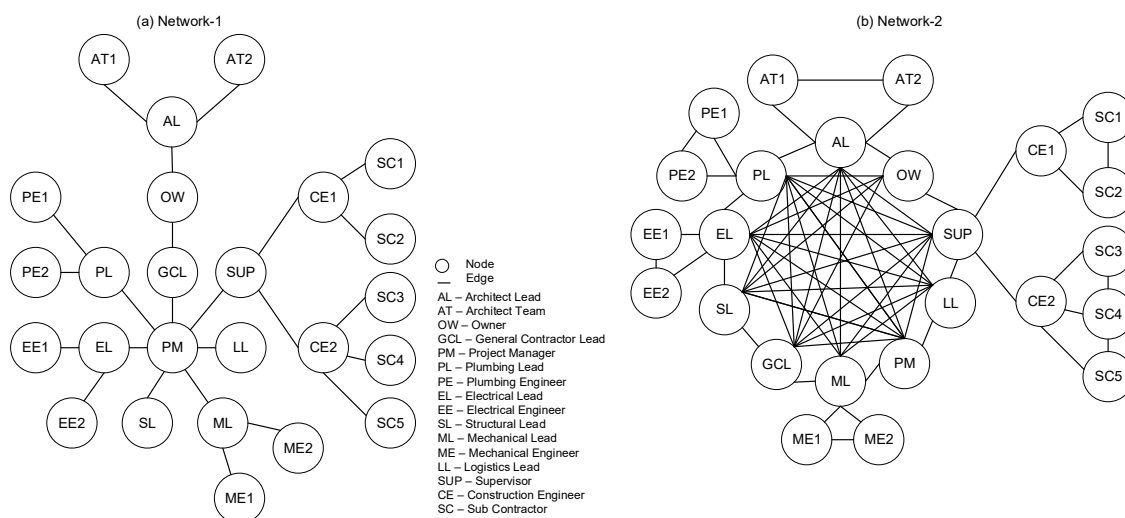 (a) Network-1
AT1
AT2
AL
SC1
PE1
OW
CE1
SC2
PE2
PL
GCL
SUP
SC3
EE1
EL
PM
LL
CE2
SC4
EE2
SL
ML
SC5
ME2
ME1
Node
Edge
AL – Architect Lead
AT – Architect Team
OW – Owner
GCL – General Contractor Lead
PM – Project Manager
PL – Plumbing Lead
PE – Plumbing Engineer
EL – Electrical Lead
EE – Electrical Engineer
SL – Structural Lead
ML – Mechanical Lead
ME – Mechanical Engineer
LL – Logistics Lead
SUP – Supervisor
CE – Construction Engineer
SC – Sub Contractor
(b) Network-2
AT1
AT2
PE1
SC1
AL
CE1
PE2
PL
OW
SC2
EE1
EL
SUP
SC3
EE2
SL
LL
CE2
SC4
GCL
ML
PM
SC5
ME1
ME2